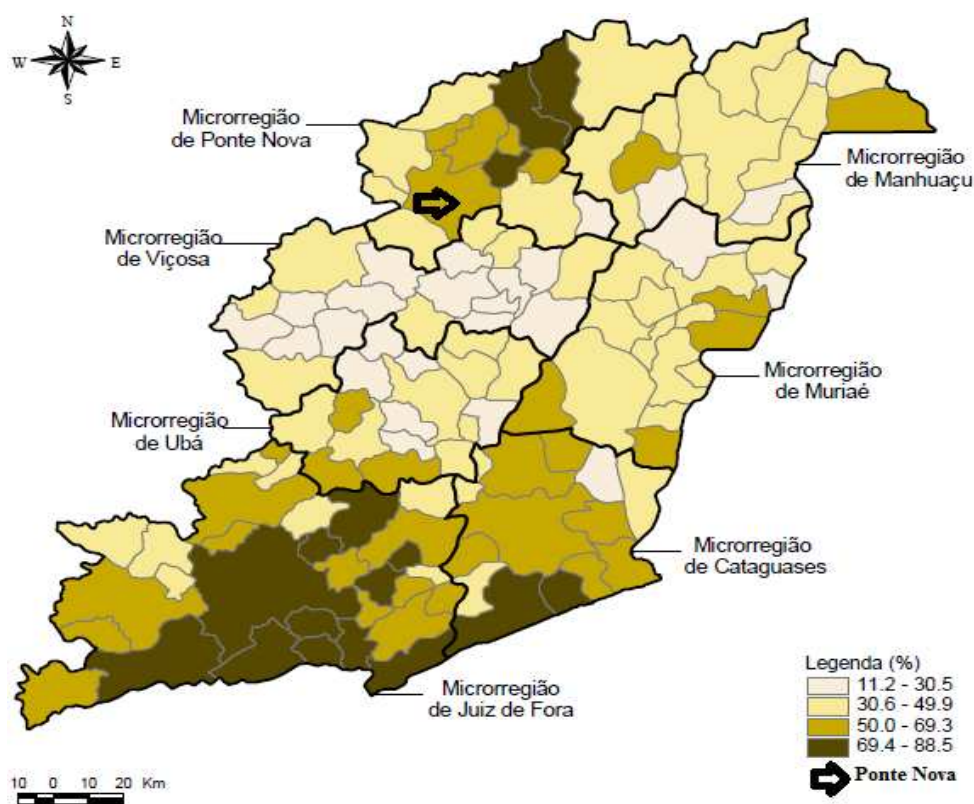 N
W E
S
Microrregião
de Ponte Nova
Microrregião
de Manhuaçu
Microrregião
de Viçosa
Microrregião
de Muriaé
Microrregião
de Ubá
Microrregião
de Cataguases
Microrregião
de Juiz de Fora
Legenda (%)
11.2 - 30.5
30.6 - 49.9
50.0 - 69.3
69.4 - 88.5
Ponte Nova
10 0 10 20 Km